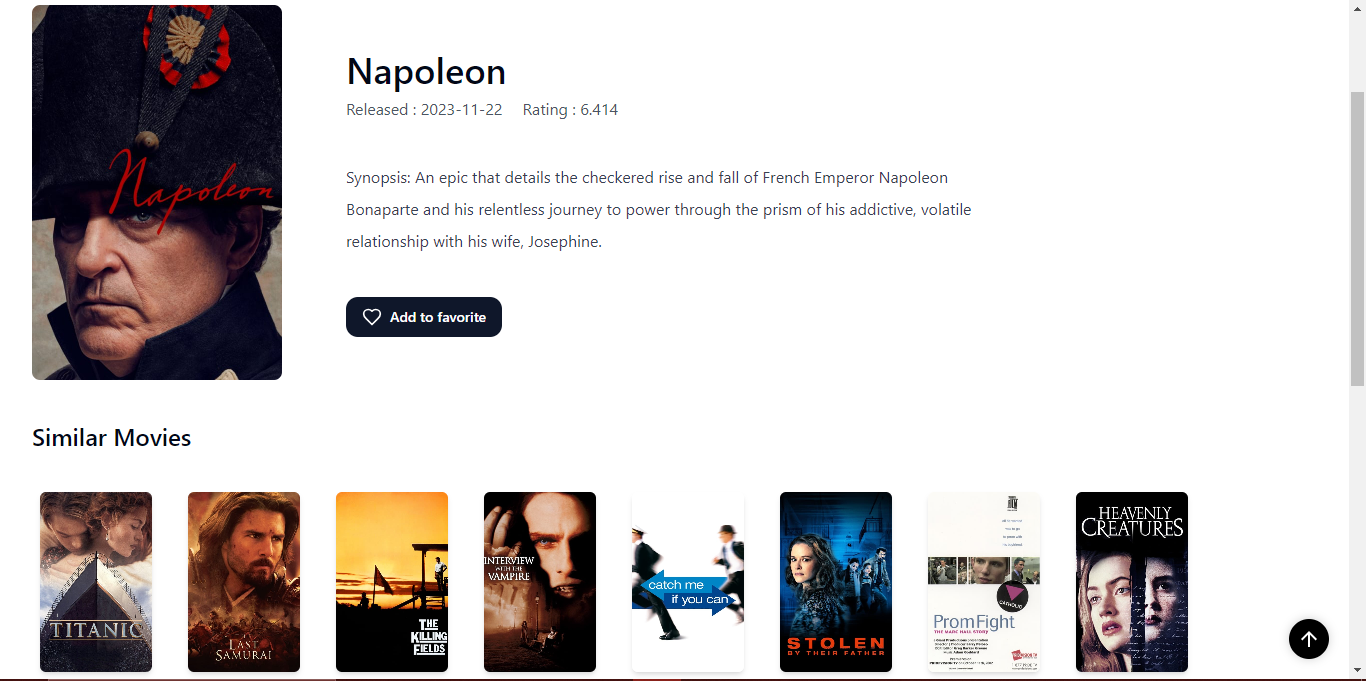 Napoleon
Napoleon
Released : 2023-11-22 Rating : 6.414
Synopsis: An epic that details the checkered rise and fall of French Emperor Napoleon
Bonaparte and his relentless journey to power through the prism of his addictive, volatile
relationship with his wife, Josephine.
Add to favorite
Similar Movies
TITANIC
LAST
SAMURAI
THE
KILLING
FIELDS
INTERVIEW
WITH THE
VAMPIRE
catch me
if you can
STOLEN
BY THEIR FATHER
CATHOLIC
PromFight
THE MARC HALL STORY
HEAVENLY
CREATURES